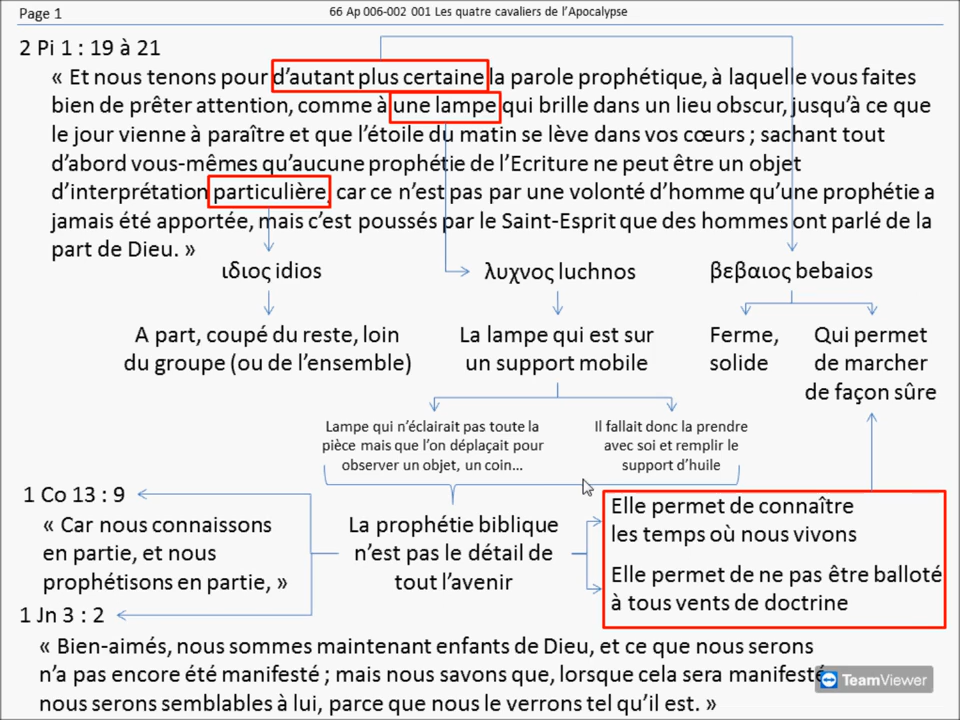 Page 1
66 Ap 006-002 001 Les quatre cavaliers de l’Apocalypse
2 Pi 1 : 19 à 21
« Et nous tenons pour d’autant plus certaine la parole prophétique, à laquelle vous faites
bien de prêter attention, comme à une lampe qui brille dans un lieu obscur, jusqu’à ce que
le jour vienne à paraître et que l’étoile du matin se lève dans vos cœurs ; sachant tout
d’abord vous-mêmes qu’aucune prophétie de l’Ecriture ne peut être un objet
d’interprétation particulière, car ce n’est pas par une volonté d’homme qu’une prophétie a
jamais été apportée, mais c’est poussés par le Saint-Esprit que des hommes ont parlé de la
part de Dieu. »
ιδιος idios
λυχνος luchnos
βεβαιος bebaios
A part, coupé du reste, loin
du groupe (ou de l’ensemble)
La lampe qui est sur
un support mobile
Ferme,
solide
Qui permet
de marcher
de façon sûre
Lampe qui n’éclairait pas toute la
pièce mais que l’on déplaçait pour
observer un objet, un coin…
Il fallait donc la prendre
avec soi et remplir le
support d’huile
1 Co 13 : 9
« Car nous connaissons
en partie, et nous
prophétisons en partie, »
La prophétie biblique
n’est pas le détail de
tout l’avenir
Elle permet de connaître
les temps où nous vivons
Elle permet de ne pas être balloté
à tous vents de doctrine
1 Jn 3 : 2
« Bien-aimés, nous sommes maintenant enfants de Dieu, et ce que nous serons
n’a pas encore été manifesté ; mais nous savons que, lorsque cela sera manifesté,
nous serons semblables à lui, parce que nous le verrons tel qu’il est. »
TeamViewer